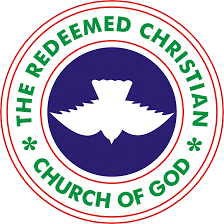 THE REDEEMED CHRISTIAN
CHURCH OF GOD